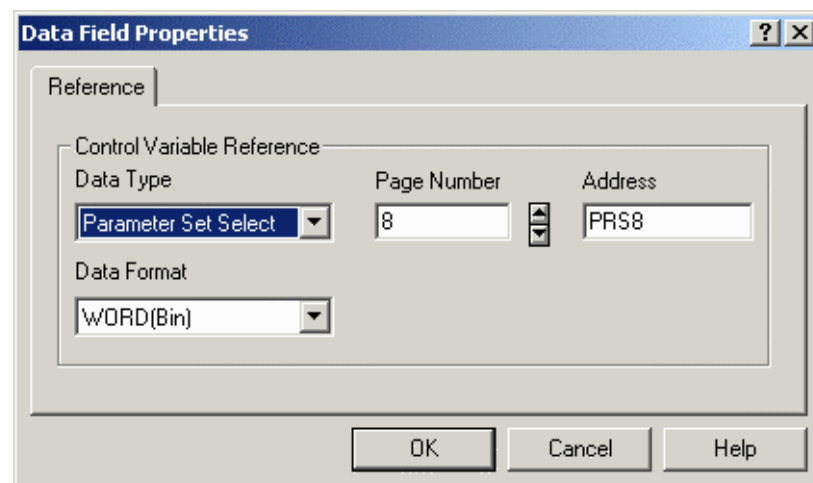 Data Field Properties
Reference
Control Variable Reference
Data Type Page Number Address
Parameter Set Select 8 PRS8
Data Format
WORD(Bin)
OK Cancel Help